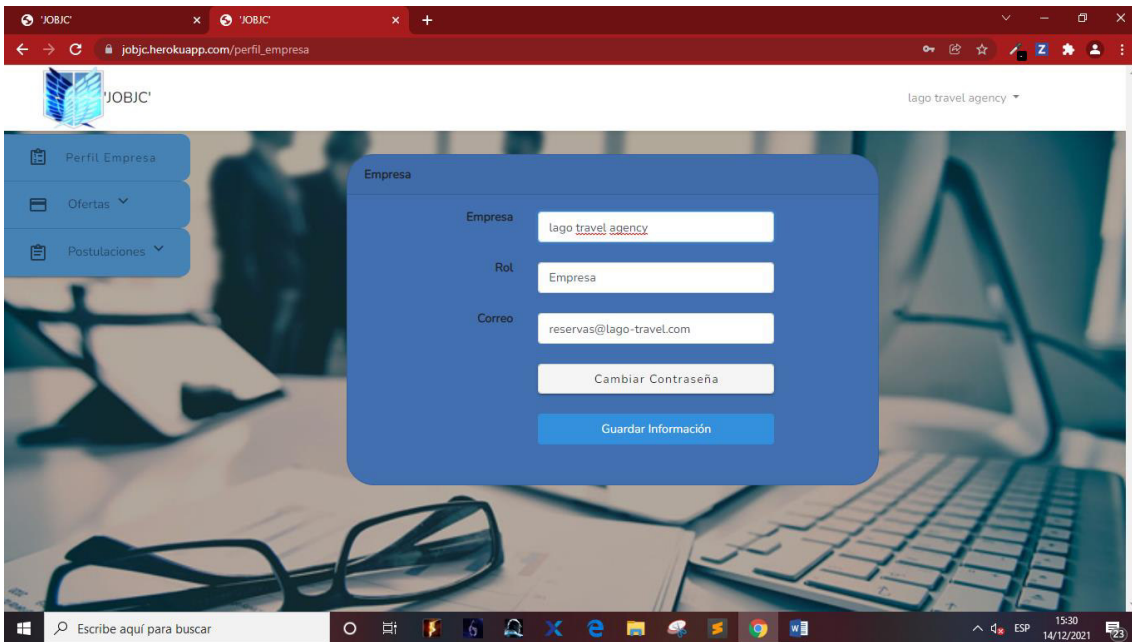 'JOBJC'
'JOBJC'
jobjc.herokuapp.com/perfil_empresa
'JOBJC'
lago travel agency
Perfil Empresa
Ofertas
Postulaciones
Empresa
Empresa
lago travel agency
Rol
Empresa
Correo
reservas@lago-travel.com
Cambiar Contraseña
Guardar Información
Escribe aquí para buscar
ESP
15:30
14/12/2021
23